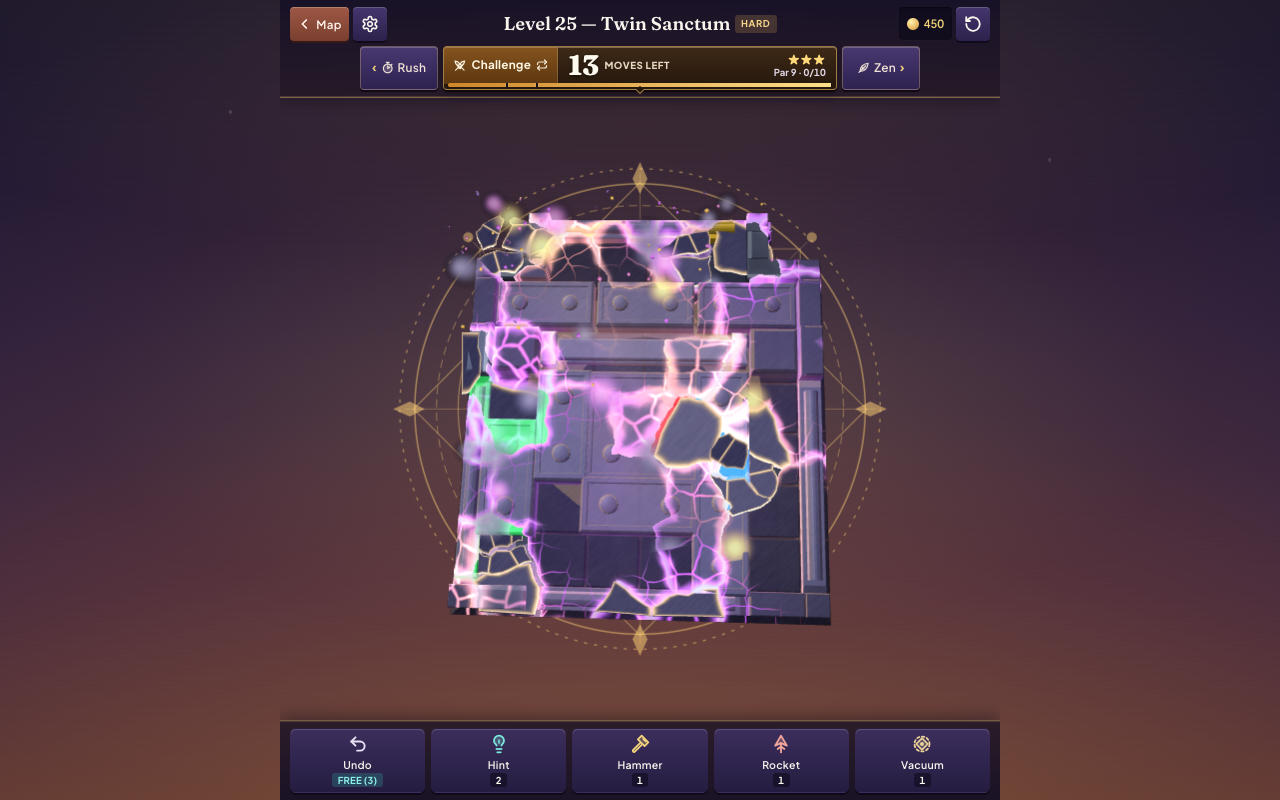 Map
Level 25 — Twin Sanctum
HARD
450
‹ Rush
Challenge
13 MOVES LEFT
Par 9 · 0/10
Zen ›
Undo
FREE (3)
Hint
2
Hammer
1
Rocket
1
Vacuum
1